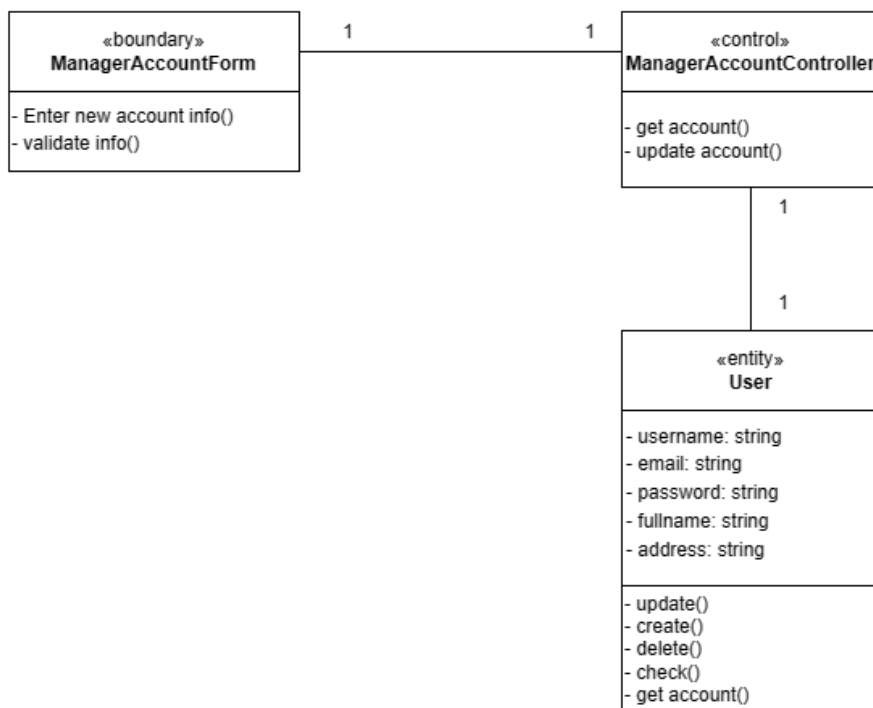 «boundary»
ManagerAccountForm
- Enter new account info()
- validate info()
1
1
«control»
ManagerAccountController
- get account()
- update account()
1
1
«entity»
User
- username: string
- email: string
- password: string
- fullname: string
- address: string
- update()
- create()
- delete()
- check()
- get account()